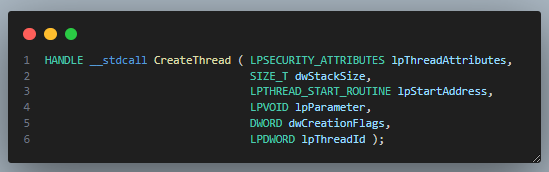 1 HANDLE __stdcall CreateThread ( LPSECURITY_ATTRIBUTES lpThreadAttributes,
2 SIZE_T dwStackSize,
3 LPTHREAD_START_ROUTINE lpStartAddress,
4 LPVOID lpParameter,
5 DWORD dwCreationFlags,
6 LPDWORD lpThreadId );